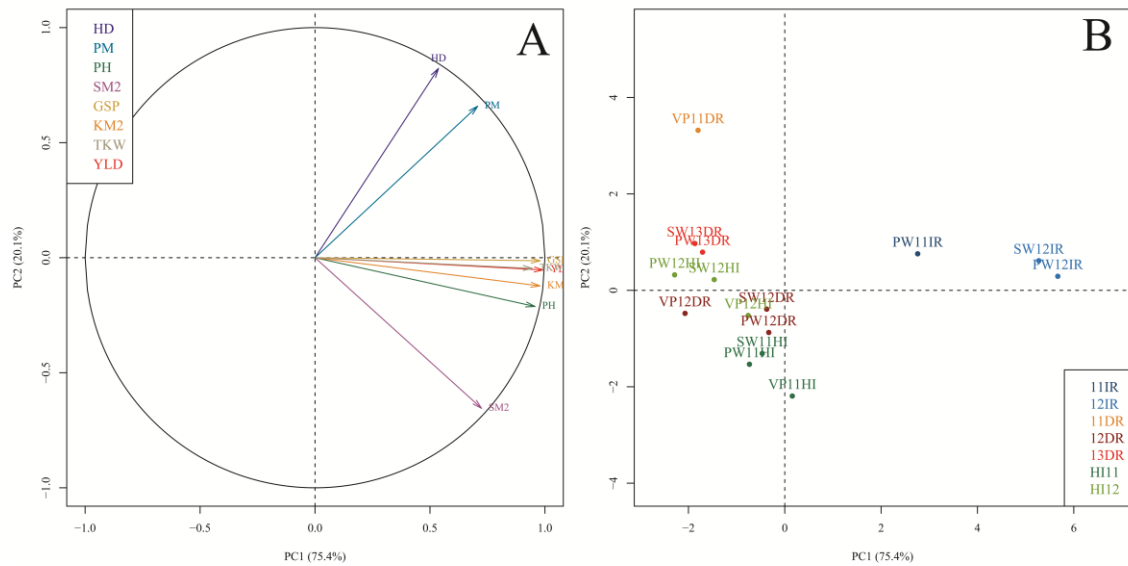 A
HD
PM
PH
SM2
GSP
KM2
TKW
YLD
HD
PM
KM
PH
SM2
1.0
0.5
0.0
−0.5
−1.0
PC2 (20.1%)
−1.0
−0.5
0.0
0.5
1.0
PC1 (75.4%)
B
VP11DR
SW13DR
PW13DR
PW12HI
SW12HI
PW11IR
SW12IR
PW12IR
VP12DR
VP12HI
SW12DR
PW12DR
SW11HI
PW11HI
VP11HI
4
2
0
−2
−4
PC2 (20.1%)
−2
0
2
4
6
PC1 (75.4%)
11IR
12IR
11DR
12DR
13DR
HI11
HI12